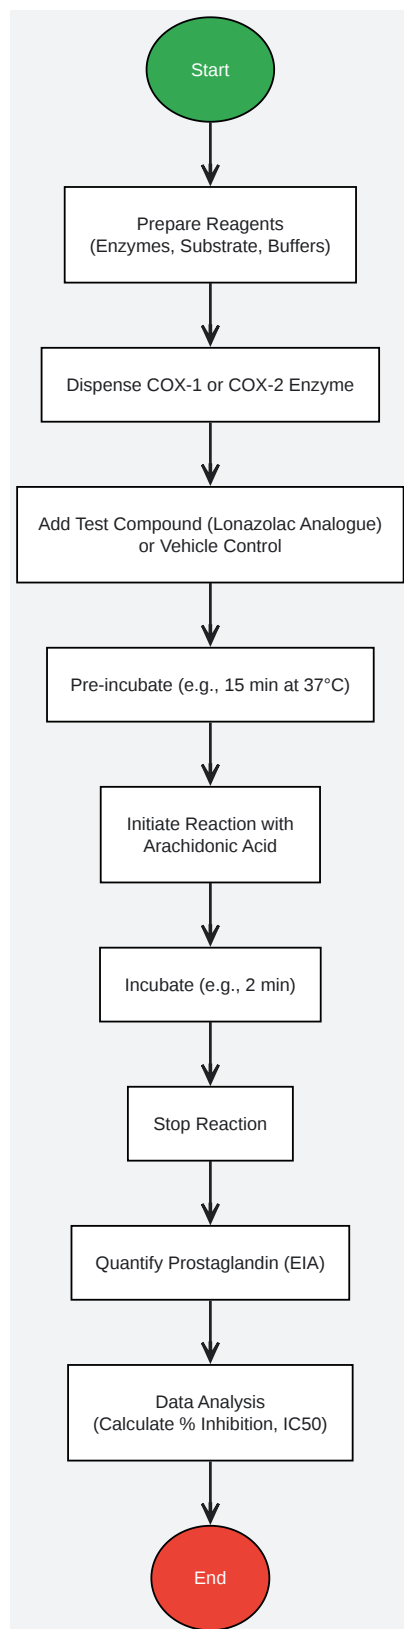 Start
Prepare Reagents
(Enzymes, Substrate, Buffers)
Dispense COX-1 or COX-2 Enzyme
Add Test Compound (Lonazolac Analogue)
or Vehicle Control
Pre-incubate (e.g., 15 min at 37°C)
Initiate Reaction with
Arachidonic Acid
Incubate (e.g., 2 min)
Stop Reaction
Quantify Prostaglandin (EIA)
Data Analysis
(Calculate % Inhibition, IC50)
End